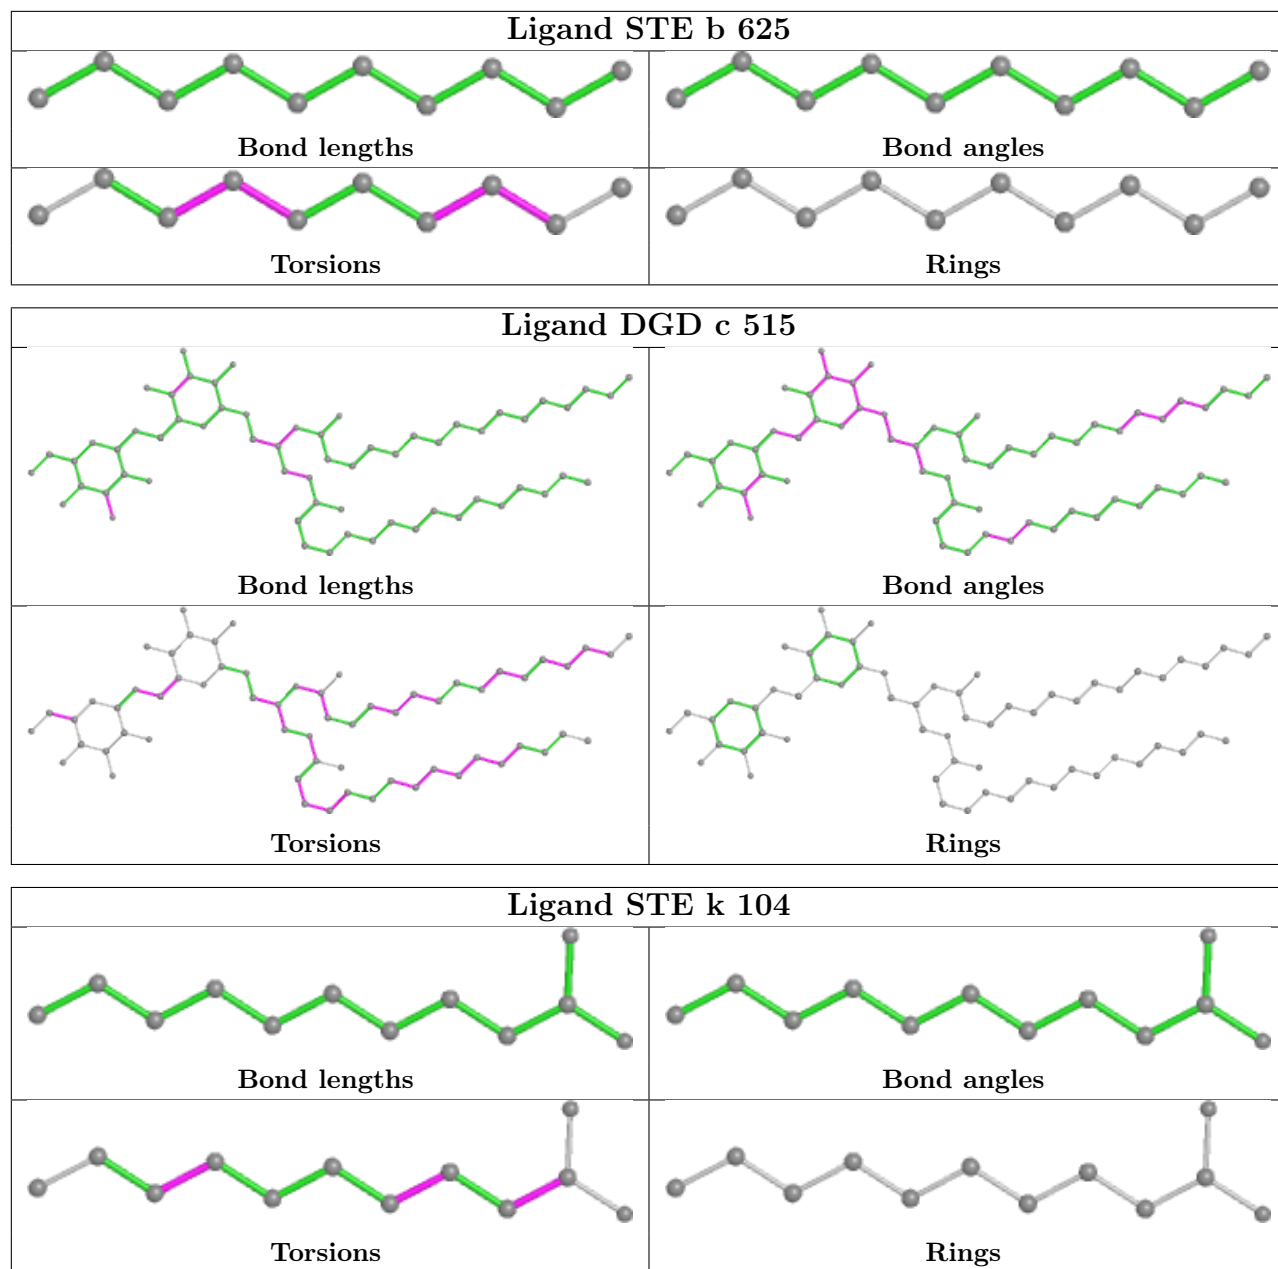 Ligand STE b 625
Bond lengths
Bond angles
Torsions
Rings
Ligand DGD c 515
Bond lengths
Bond angles
Torsions
Rings
Ligand STE k 104
Bond lengths
Bond angles
Torsions
Rings